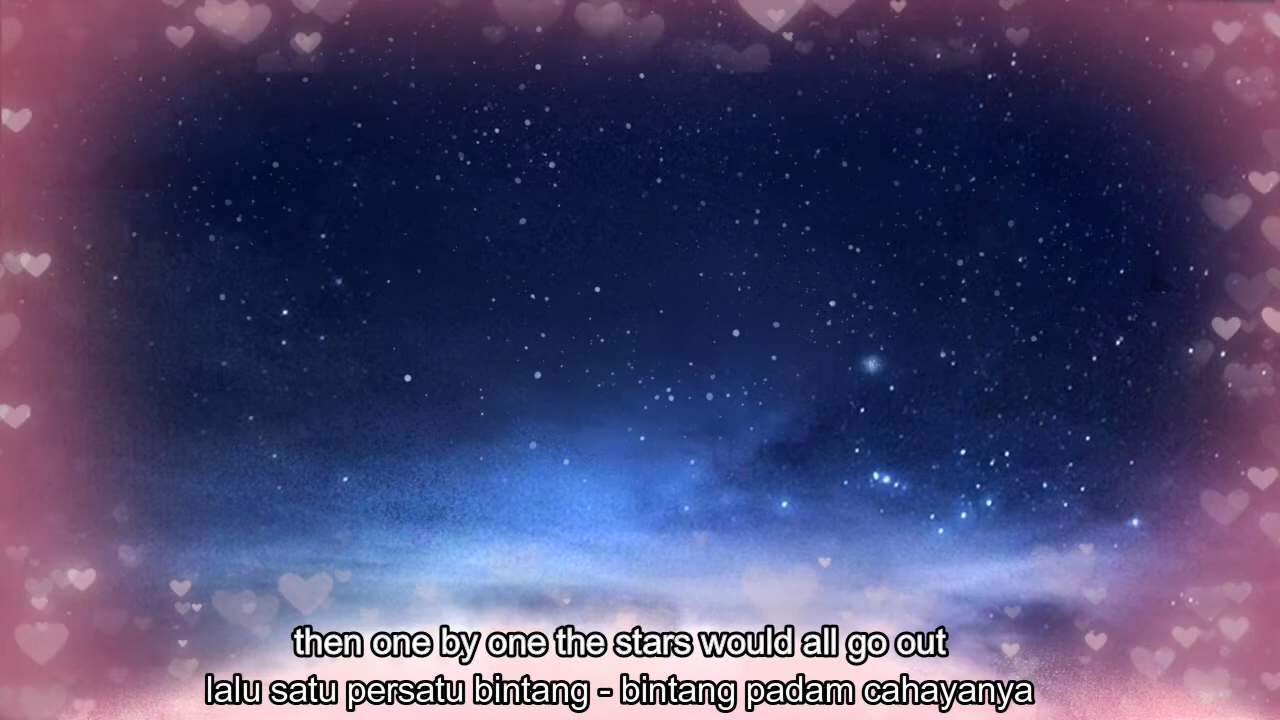 then one by one the stars would all go out
lalu satu persatu bintang - bintang padam cahayanya